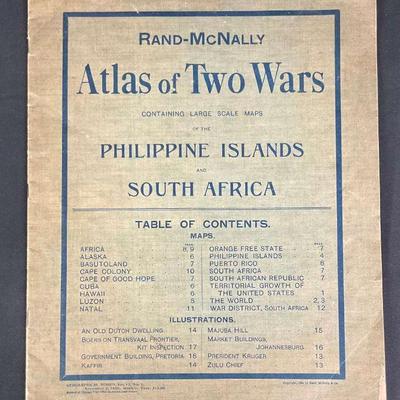 RAND-MCNALLY
Atlas of Two Wars
CONTAINING LARGE SCALE MAPS
OF THE
PHILIPPINE ISLANDS
AND
SOUTH AFRICA
TABLE OF CONTENTS.
MAPS.
AFRICA 8, 9
ALASKA 6
BASUTOLAND 7
CAPE COLONY 10
CAPE OF GOOD HOPE 7
CUBA 6
HAWAII 6
LUZON 5
NATAL 11
ORANGE FREE STATE 7
PHILIPPINE ISLANDS 4
PUERTO RICO 6
SOUTH AFRICA 7
SOUTH AFRICAN REPUBLIC 7
TERRITORIAL GROWTH OF
THE UNITED STATES 1
THE WORLD 2, 3
WAR DISTRICT, SOUTH AFRICA 12
ILLUSTRATIONS.
AN OLD DUTCH DWELLING 14
BOERS ON TRANSVAAL FRONTIER,
KIT INSPECTION 17
GOVERNMENT BUILDING, PRETORIA 16
KAFFIR 14
MAJUBA HILL 15
MARKET BUILDINGS,
JOHANNESBURG 16
PRESIDENT KRUGER 13
ZULU CHIEF 13